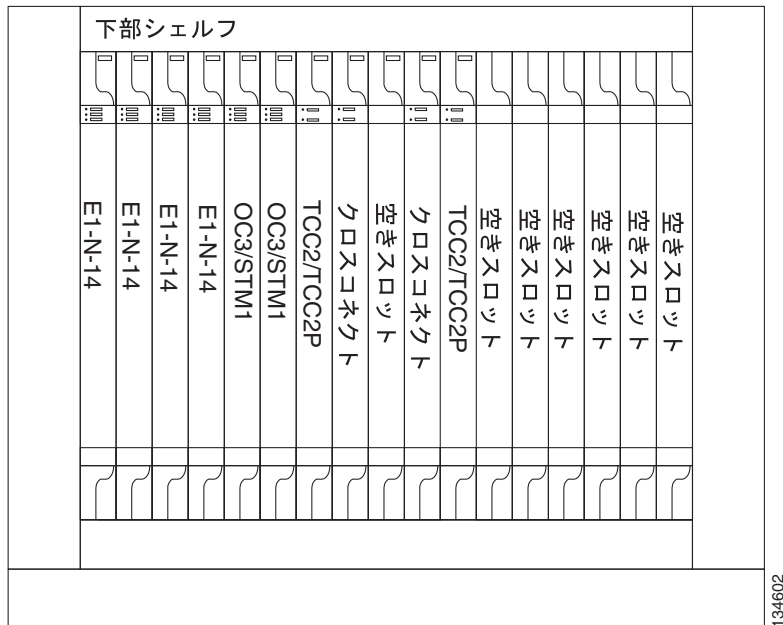 下部シェルフ
E1-N-14
E1-N-14
E1-N-14
E1-N-14
OC3/STM1
OC3/STM1
TCC2/TCC2P
クロスコネクト
空きスロット
クロスコネクト
TCC2/TCC2P
空きスロット
空きスロット
空きスロット
空きスロット
空きスロット
空きスロット
134602